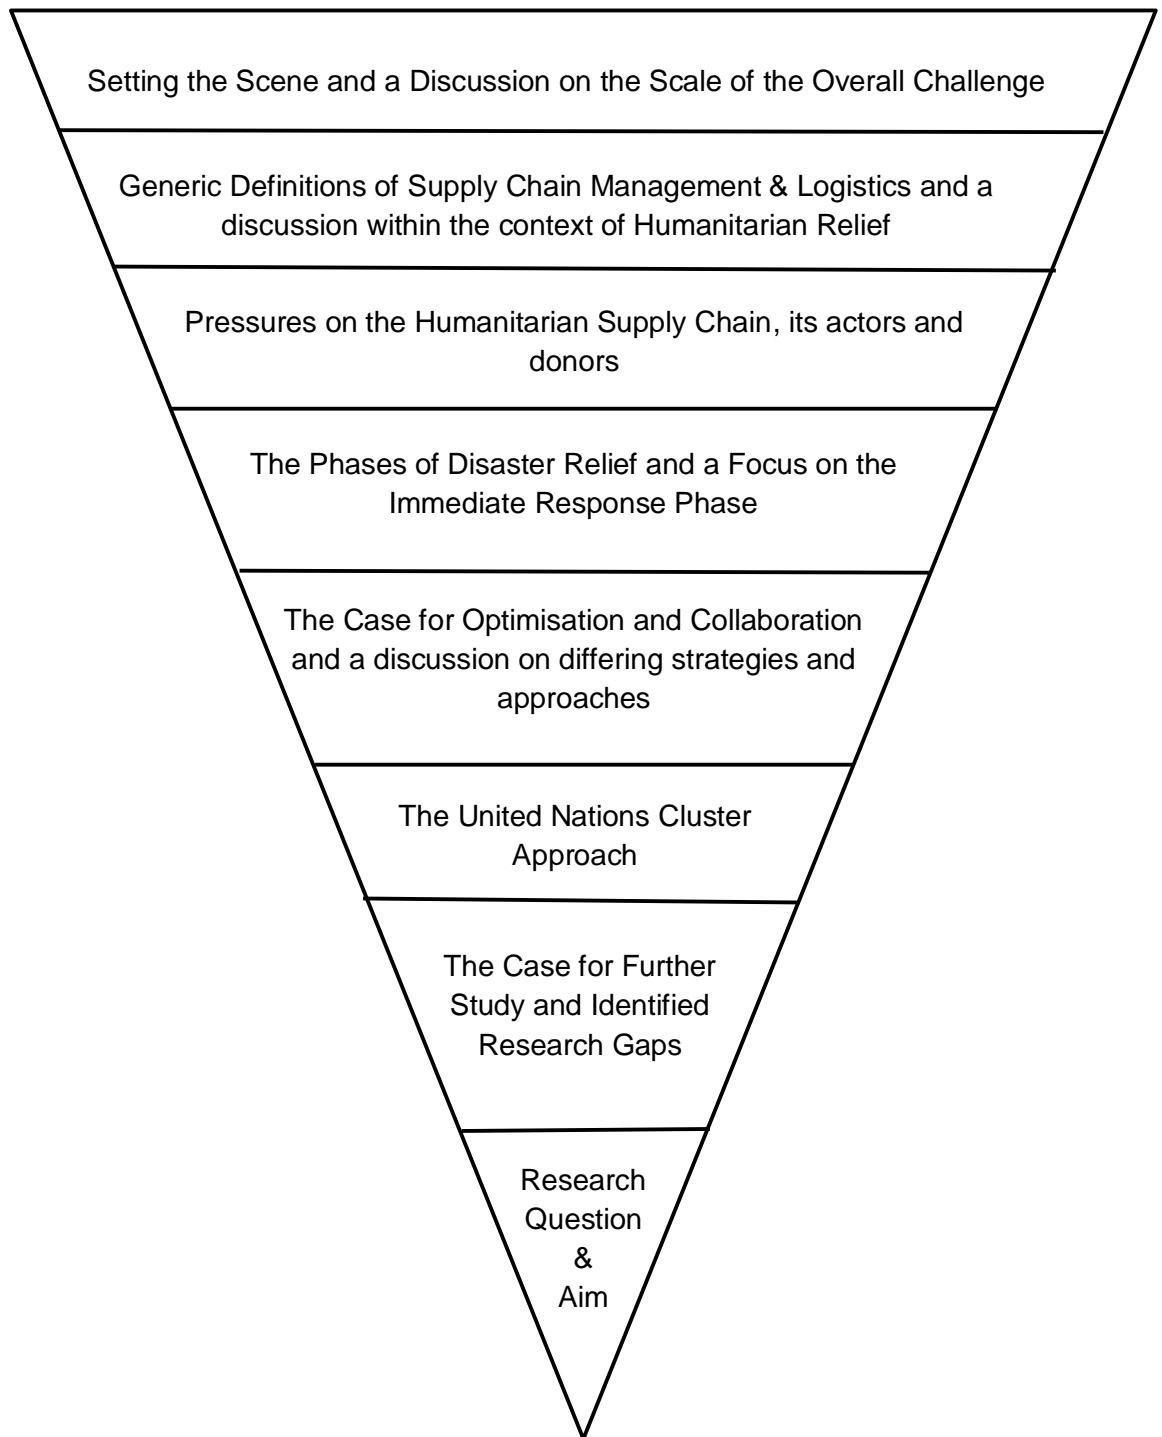 Setting the Scene and a Discussion on the Scale of the Overall Challenge
Generic Definitions of Supply Chain Management & Logistics and a
discussion within the context of Humanitarian Relief
Pressures on the Humanitarian Supply Chain, its actors and
donors
The Phases of Disaster Relief and a Focus on the
Immediate Response Phase
The Case for Optimisation and Collaboration
and a discussion on differing strategies and
approaches
The United Nations Cluster
Approach
The Case for Further
Study and Identified
Research Gaps
Research
Question
&
Aim